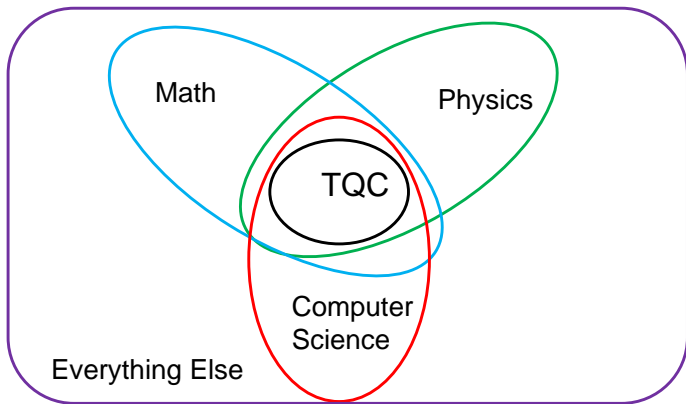 Math
Physics
TQC
Computer
Science
Everything Else